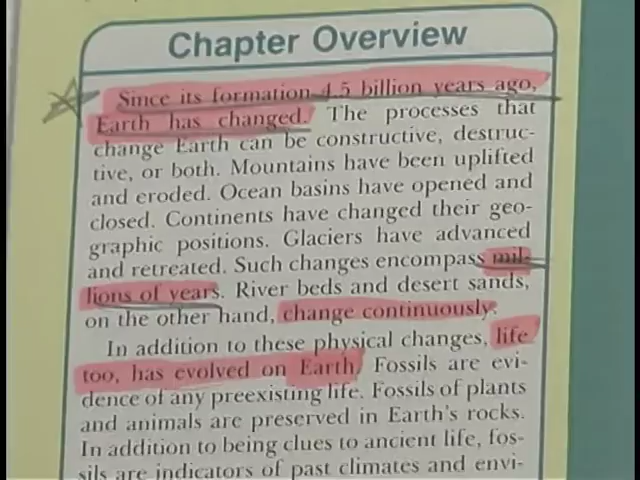 Chapter Overview
Since its formation 4.5 billion years ago,
Earth has changed. The processes that
change Earth can be constructive, destruc-
tive, or both. Mountains have been uplifted
and eroded. Ocean basins have opened and
closed. Continents have changed their geo-
graphic positions. Glaciers have advanced
and retreated. Such changes encompass mil-
lions of years. River beds and desert sands,
on the other hand, change continuously.
In addition to these physical changes, life
too, has evolved on Earth. Fossils are evi-
dence of any preexisting life. Fossils of plants
and animals are preserved in Earth's rocks.
In addition to being clues to ancient life, fos-
sils are indicators of past climates and envi-